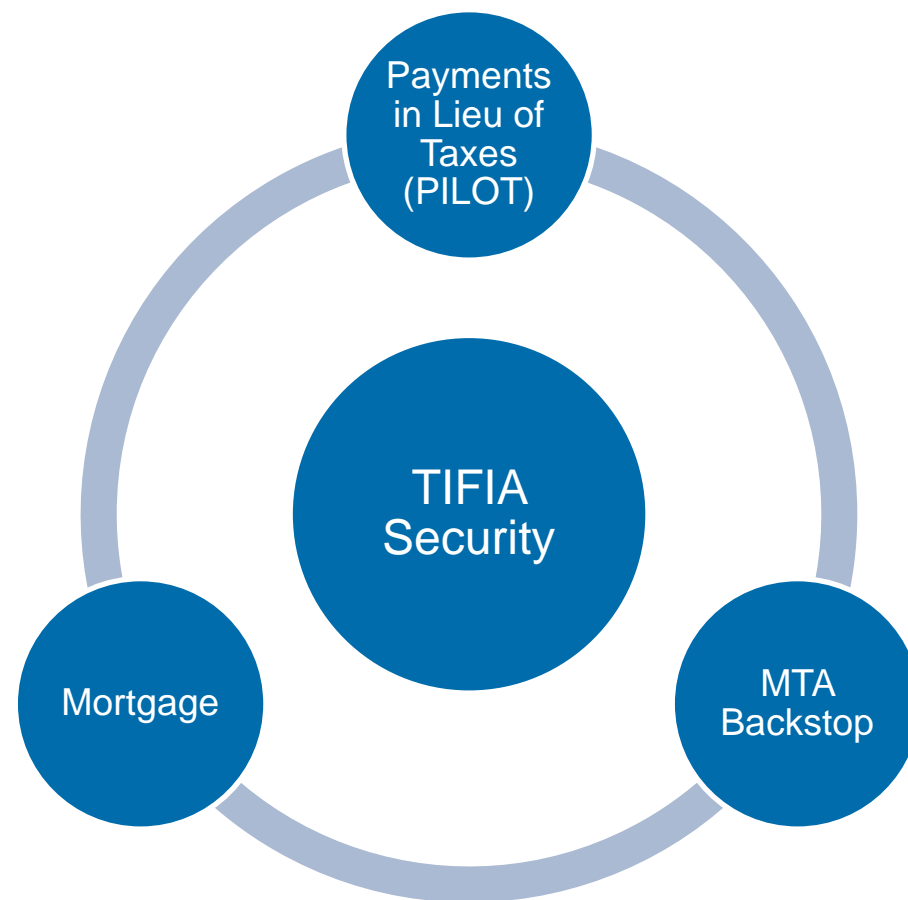 Payments
in Lieu of
Taxes
(PILOT)
TIFIA
Security
Mortgage
MTA
Backstop